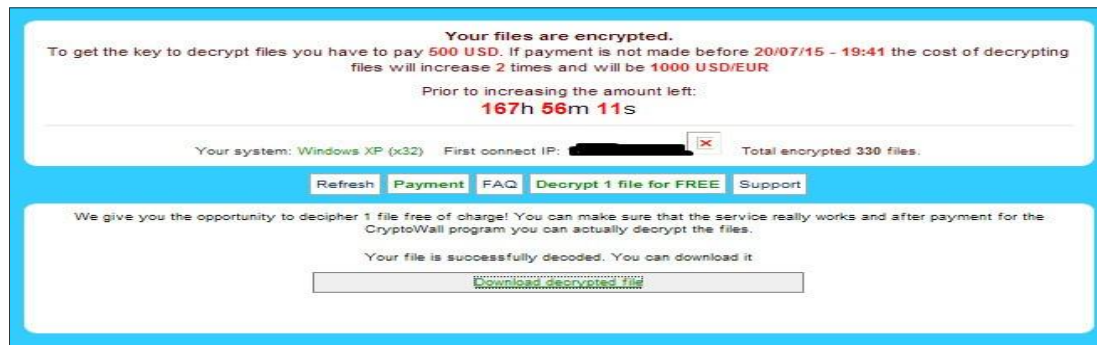 Your files are encrypted.
To get the key to decrypt files you have to pay 500 USD. If payment is not made before 20/07/15 - 19:41 the cost of decrypting
files will increase 2 times and will be 1000 USD/EUR
Prior to increasing the amount left:
167h 56m 11s
Your system: Windows XP (x32) First connect IP: Total encrypted 330 files.
Refresh Payment FAQ Decrypt 1 file for FREE Support
We give you the opportunity to decipher 1 file free of charge! You can make sure that the service really works and after payment for the
CryptoWall program you can actually decrypt the files.
Your file is successfully decoded. You can download it
Download decrypted file